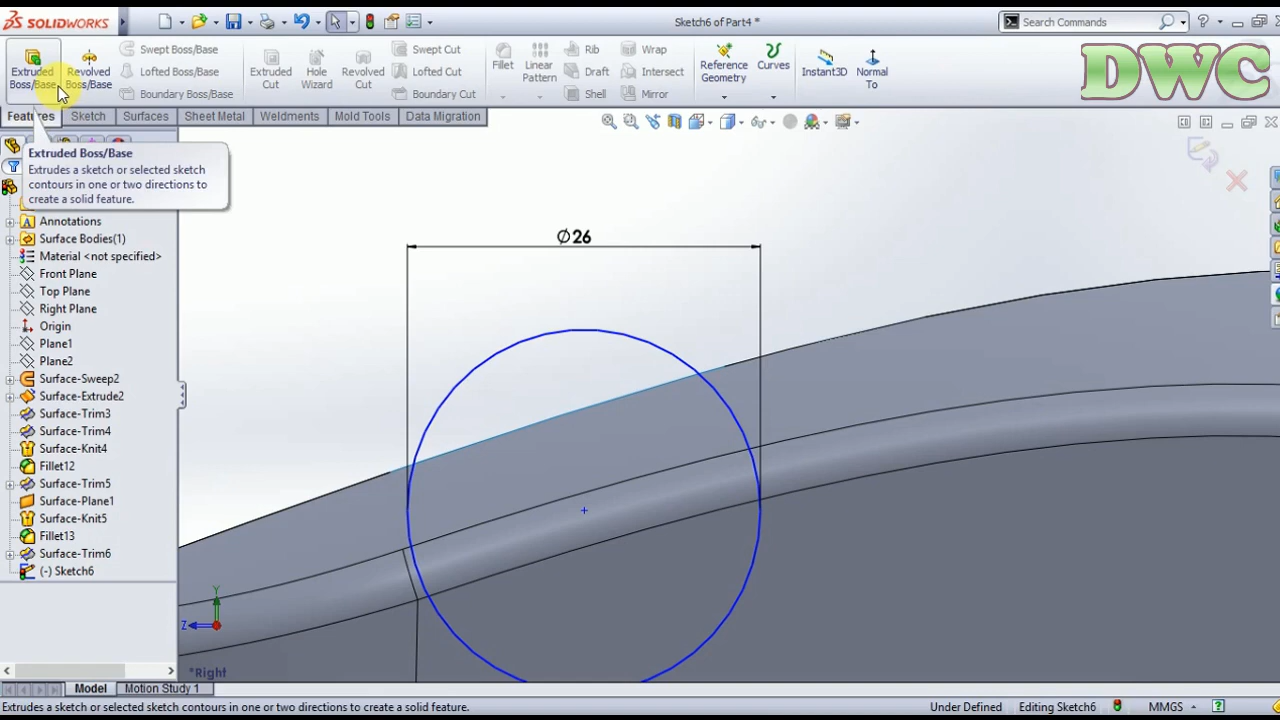 SOLIDWORKS
Sketch6 of Part4 *
Search Commands
DWC
Extruded Boss/Base
Revolved Boss/Base
Swept Boss/Base
Lofted Boss/Base
Boundary Boss/Base
Extruded Cut
Hole Wizard
Revolved Cut
Swept Cut
Lofted Cut
Boundary Cut
Fillet
Linear Pattern
Rib
Draft
Shell
Wrap
Intersect
Mirror
Reference Geometry
Curves
Instant3D
Normal To
Features
Sketch
Surfaces
Sheet Metal
Weldments
Mold Tools
Data Migration
Extruded Boss/Base
Extrudes a sketch or selected sketch
contours in one or two directions to
create a solid feature.
Annotations
Surface Bodies(1)
Material <not specified>
Front Plane
Top Plane
Right Plane
Origin
Plane1
Plane2
Surface-Sweep2
Surface-Extrude2
Surface-Trim3
Surface-Trim4
Surface-Knit4
Fillet12
Surface-Trim5
Surface-Plane1
Surface-Knit5
Fillet13
Surface-Trim6
(-) Sketch6
Ø26
Y
Z
*Right
Model
Motion Study 1
Extrudes a sketch or selected sketch contours in one or two directions to create a solid feature.
Under Defined
Editing Sketch6
MMGS